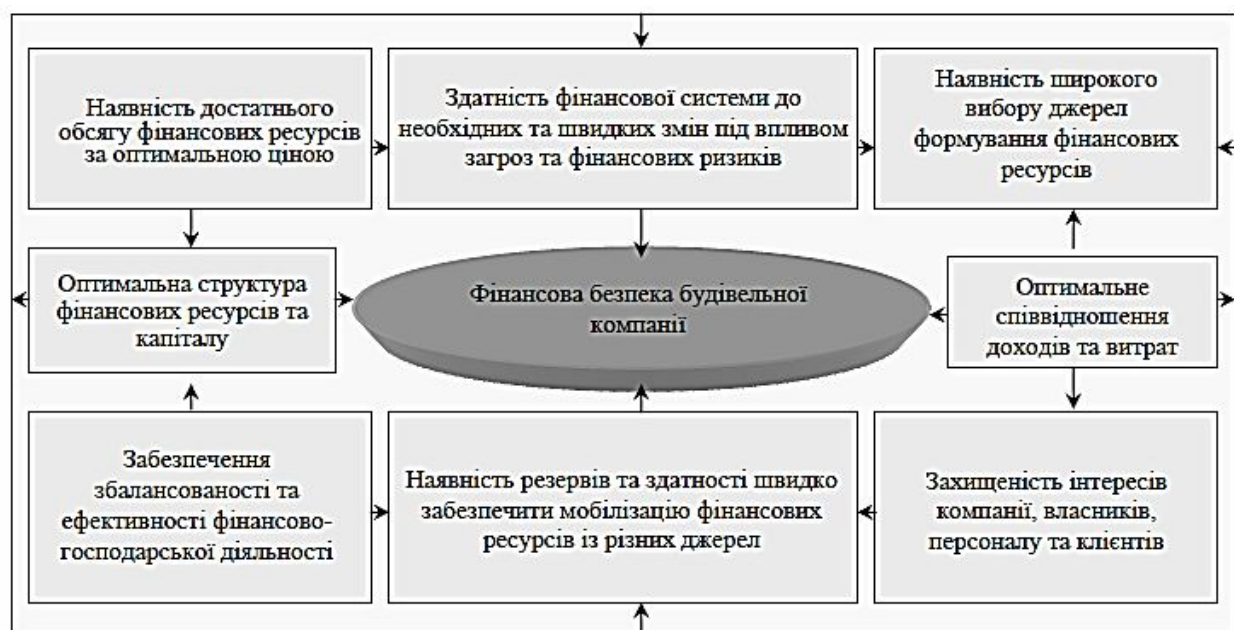 Наявність достатнього
обсягу фінансових ресурсів
за оптимальною ціною
Здатність фінансової системи до
необхідних та швидких змін під впливом
загроз та фінансових ризиків
Наявність широкого
вибору джерел
формування фінансових
ресурсів
Оптимальна структура
фінансових ресурсів та
капіталу
Фінансова безпека будівельної
компанії
Оптимальне
співвідношення
доходів та витрат
Забезпечення
збалансованості та
ефективності фінансово-
господарської діяльності
Наявність резервів та здатності швидко
забезпечити мобілізацію фінансових
ресурсів із різних джерел
Захищеність інтересів
компанії, власників,
персоналу та клієнтів